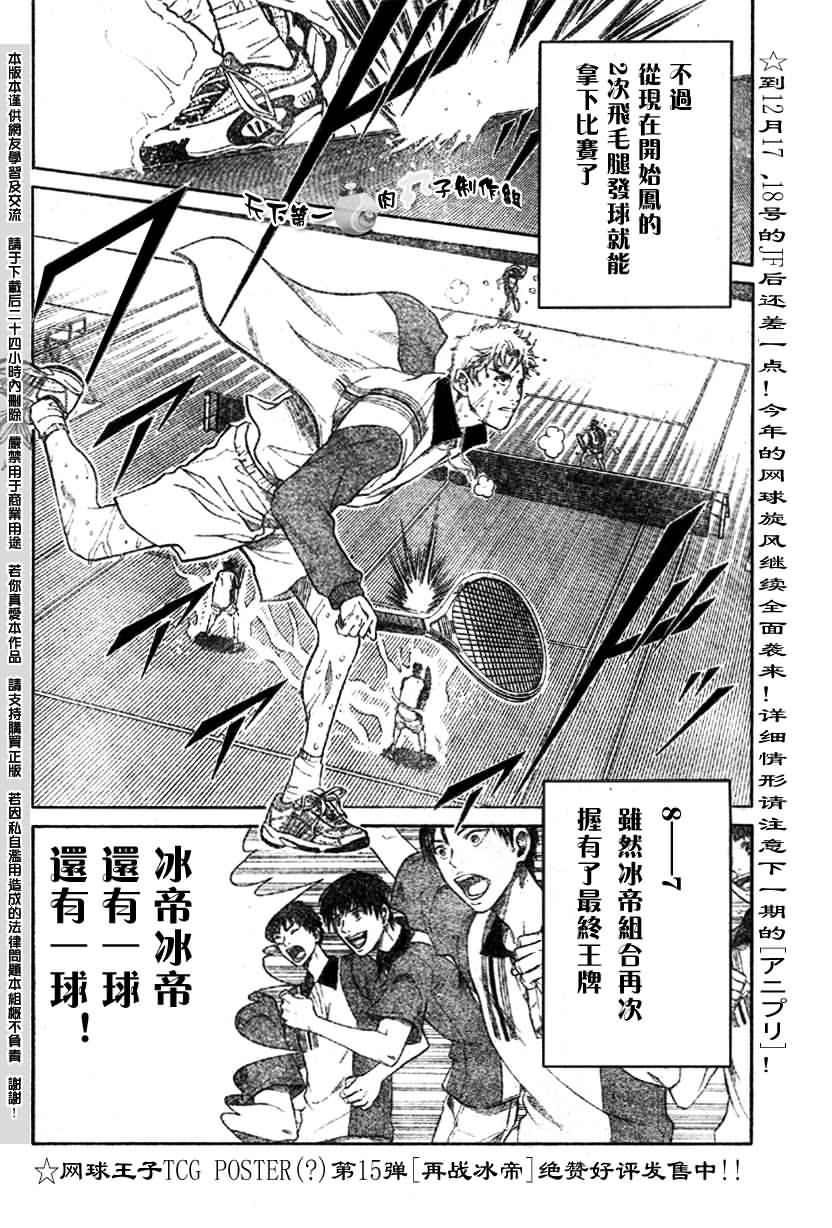 ☆到12月17、18号的JF后还差一点！今年的网球旋风继续全面袭来！详细情形请注意下一期的[アニプリ]！
不過
從現在開始鳳的
2次飛毛腿發球就能
拿下比賽了
天下第一
肉丸子制作組
8—7
雖然冰帝組合再次
握有了最終王牌
冰帝冰帝
還有一球
還有一球！
本版本僅供網友學習及交流 請于下載后二十四小時內刪除 嚴禁用于商業用途 若你真愛本作品 請支持購買正版 若因私自濫用造成的法律問題本組概不負責 謝謝！
☆网球王子TCG POSTER(?)第15弹[再战冰帝]绝赞好评发售中!!